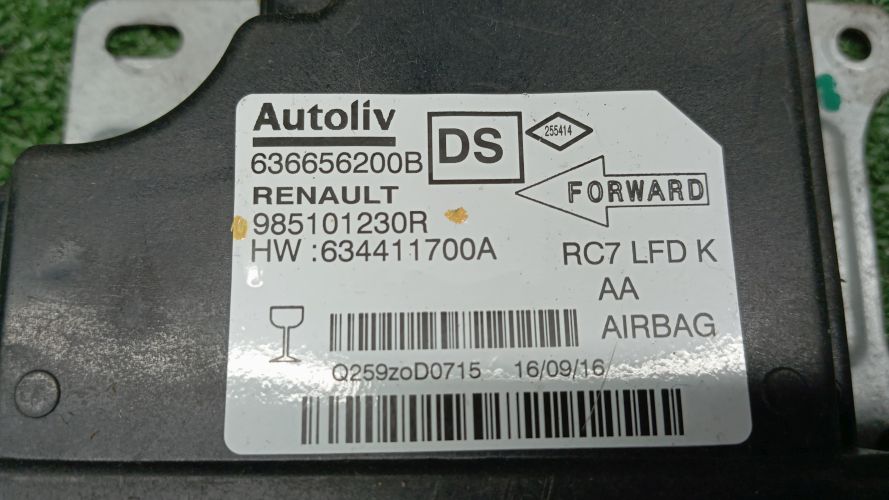 Autoliv
DS
255414
636656200B
RENAULT
FORWARD
985101230R
HW :634411700A
RC7 LFD K
AA
AIRBAG
Q259zoD0715 16/09/16